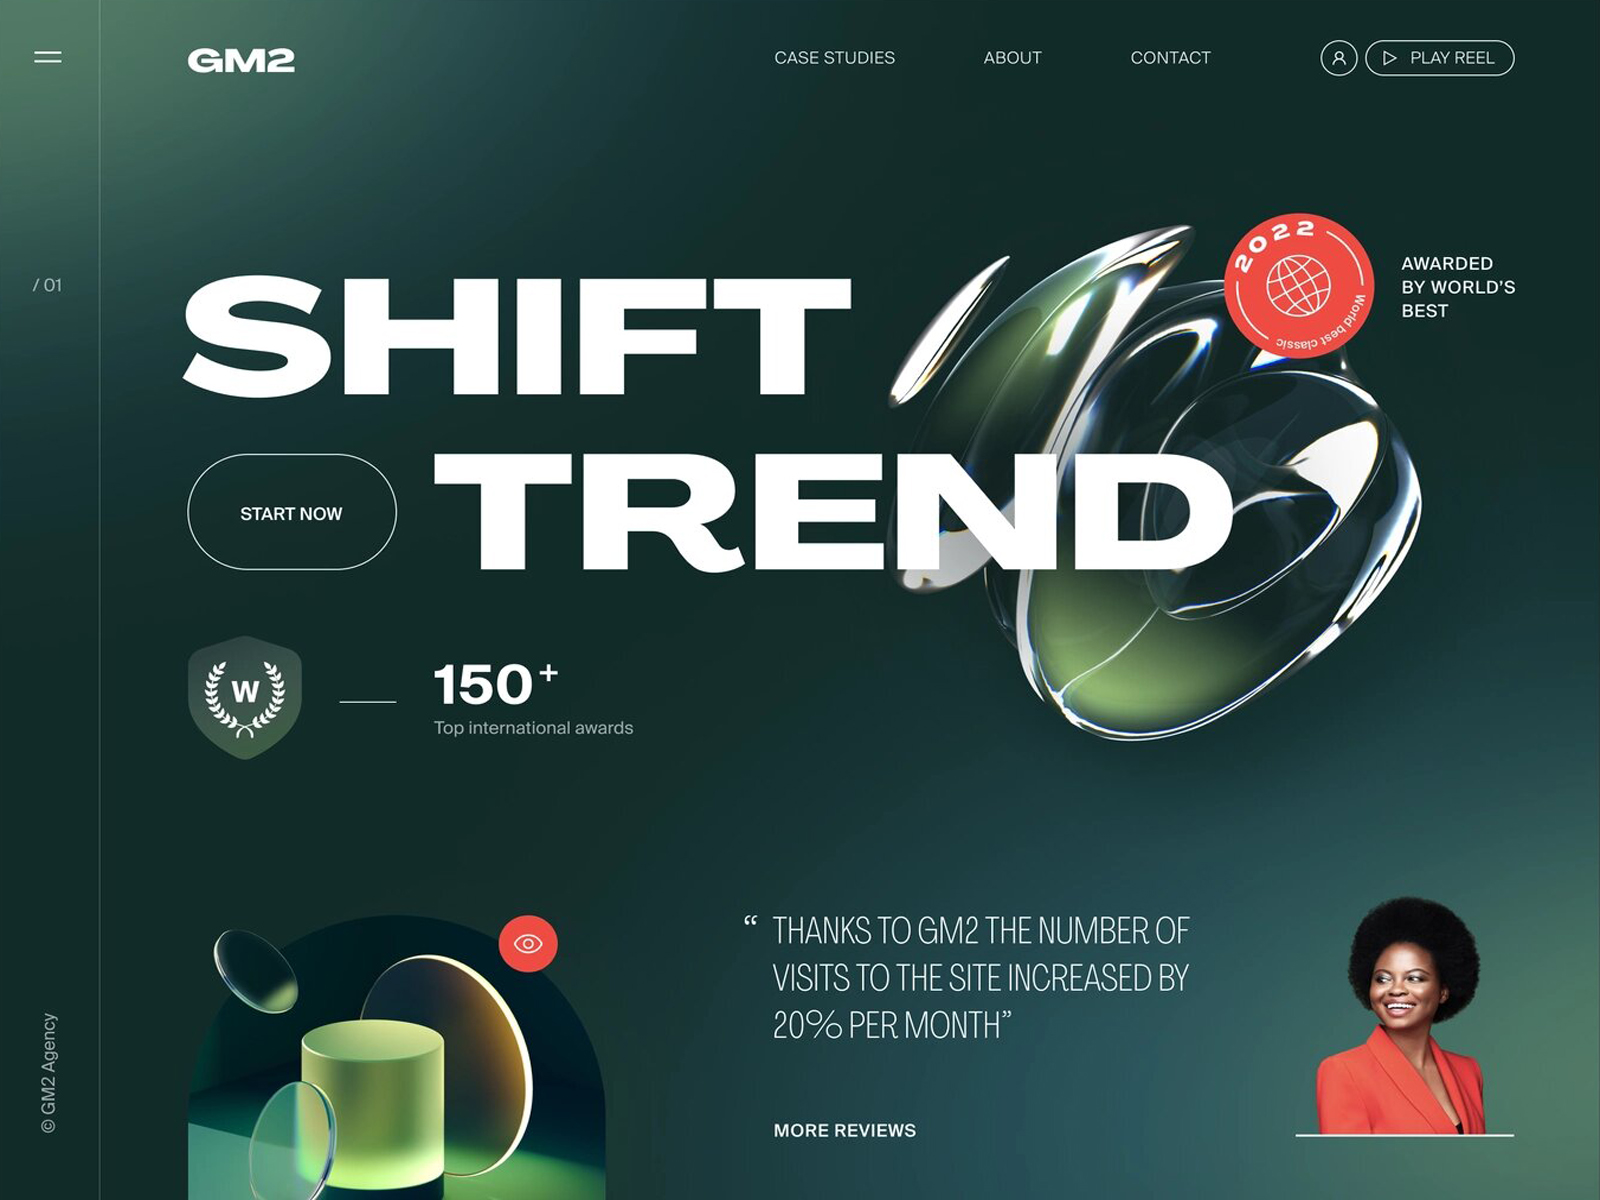 GM2
CASE STUDIES
ABOUT
CONTACT
PLAY REEL
/ 01
SHIFT
2022
World best classic
AWARDED
BY WORLD'S
BEST
START NOW
TREND
W
150+
Top international awards
“ THANKS TO GM2 THE NUMBER OF
VISITS TO THE SITE INCREASED BY
20% PER MONTH”
MORE REVIEWS
© GM2 Agency